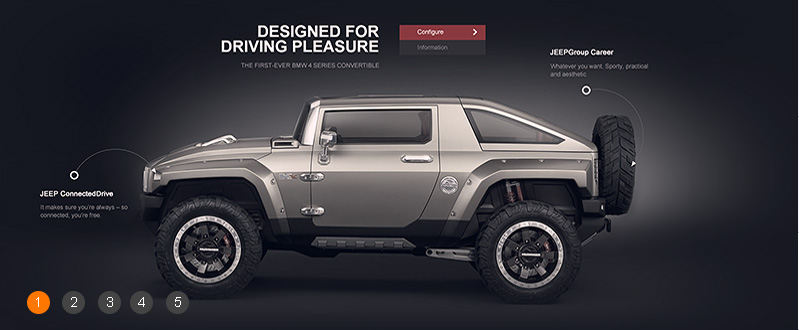 DESIGNED FOR
DRIVING PLEASURE
THE FIRST-EVER BMW 4 SERIES CONVERTIBLE
Configure
Information
JEEPGroup Career
Whatever you want. Sporty, practical
and aesthetic
JEEP ConnectedDrive
It makes sure you're always – so
connected, you're free.
1 2 3 4 5